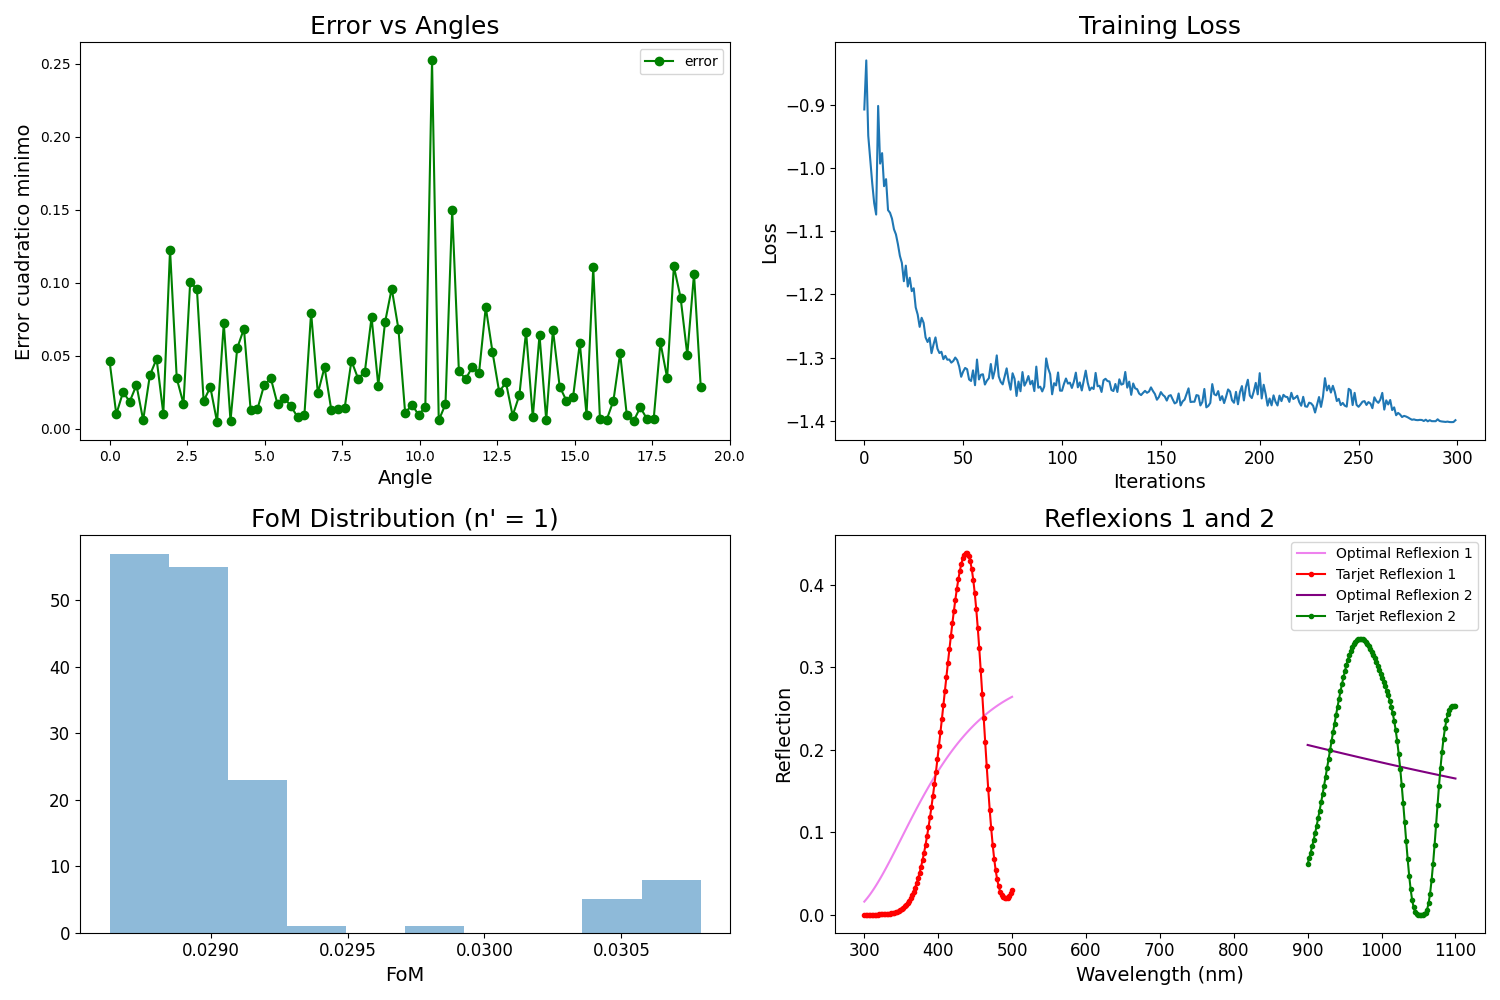 Error vs Angles
error
Error cuadratico minimo
0.25
0.20
0.15
0.10
0.05
0.00
0.0 2.5 5.0 7.5 10.0 12.5 15.0 17.5 20.0
Angle
Training Loss
Loss
−0.9
−1.0
−1.1
−1.2
−1.3
−1.4
0 50 100 150 200 250 300
Iterations
FoM Distribution (n' = 1)
50
40
30
20
10
0
0.0290 0.0295 0.0300 0.0305
FoM
Reflexions 1 and 2
Optimal Reflexion 1
Tarjet Reflexion 1
Optimal Reflexion 2
Tarjet Reflexion 2
Reflection
0.4
0.3
0.2
0.1
0.0
300 400 500 600 700 800 900 1000 1100
Wavelength (nm)